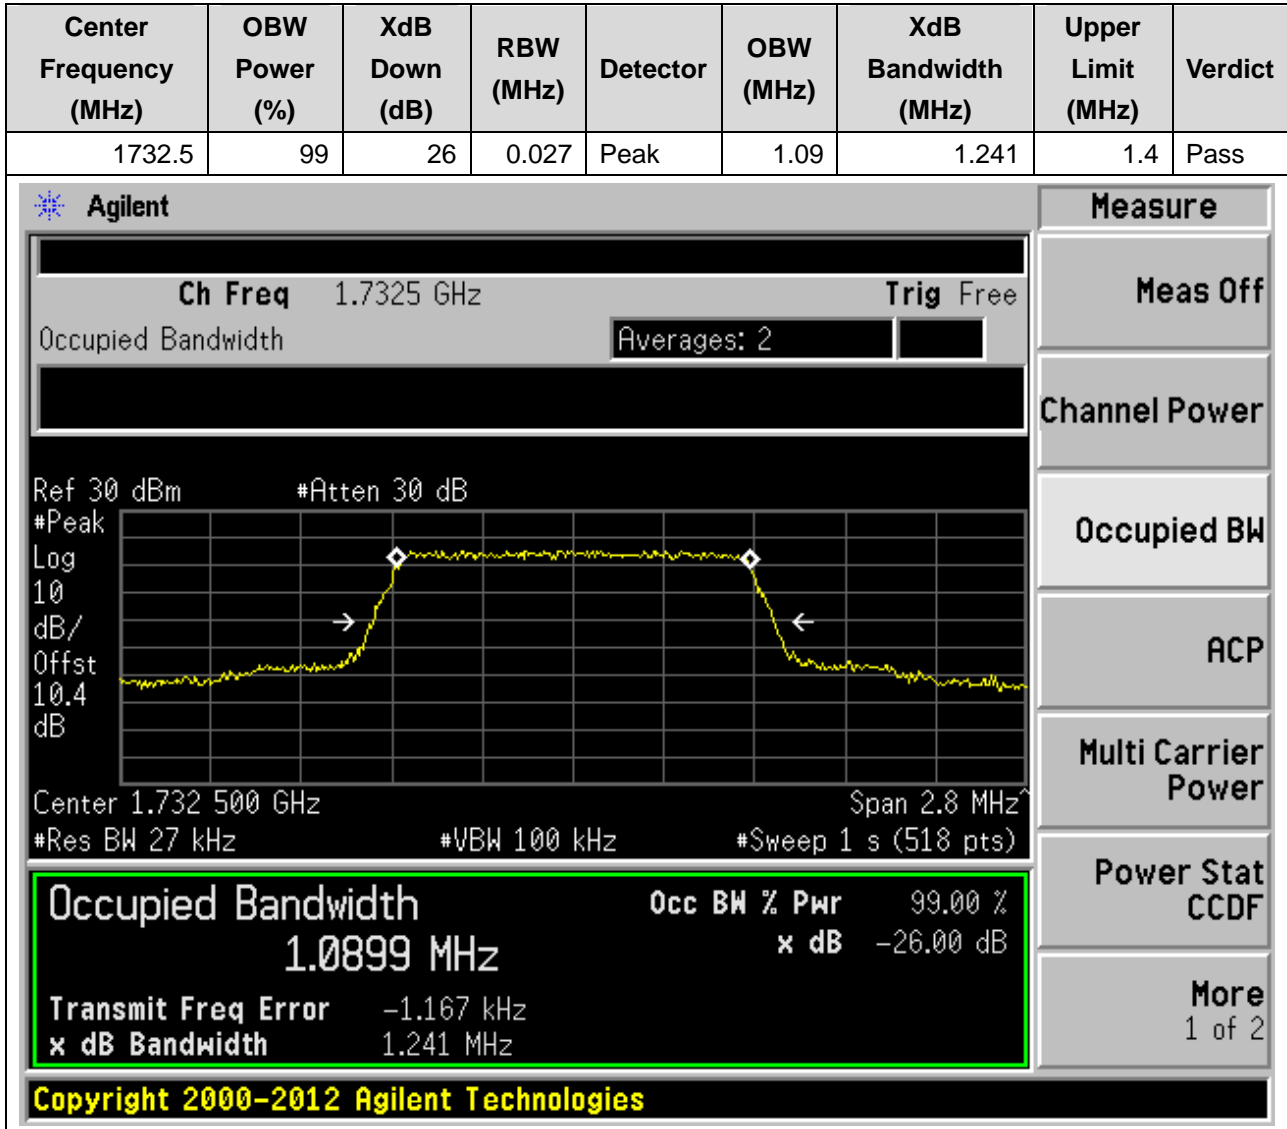 Center Frequency (MHz) OBW Power (%) XdB Down (dB) RBW (MHz) Detector OBW (MHz) XdB Bandwidth (MHz) Upper Limit (MHz) Verdict
1732.5 99 26 0.027 Peak 1.09 1.241 1.4 Pass
Agilent
Measure
Ch Freq 1.7325 GHz Trig Free
Meas Off
Occupied Bandwidth Averages: 2
Channel Power
Ref 30 dBm #Atten 30 dB
#Peak
Log
10
dB/
Offst
10.4
dB
Occupied BW
ACP
Multi Carrier
Power
Center 1.732 500 GHz Span 2.8 MHz^
#Res BW 27 kHz #VBW 100 kHz #Sweep 1 s (518 pts)
Power Stat
CCDF
Occupied Bandwidth Occ BW % Pwr 99.00 %
1.0899 MHz x dB -26.00 dB
Transmit Freq Error -1.167 kHz
x dB Bandwidth 1.241 MHz
More
1 of 2
Copyright 2000-2012 Agilent Technologies